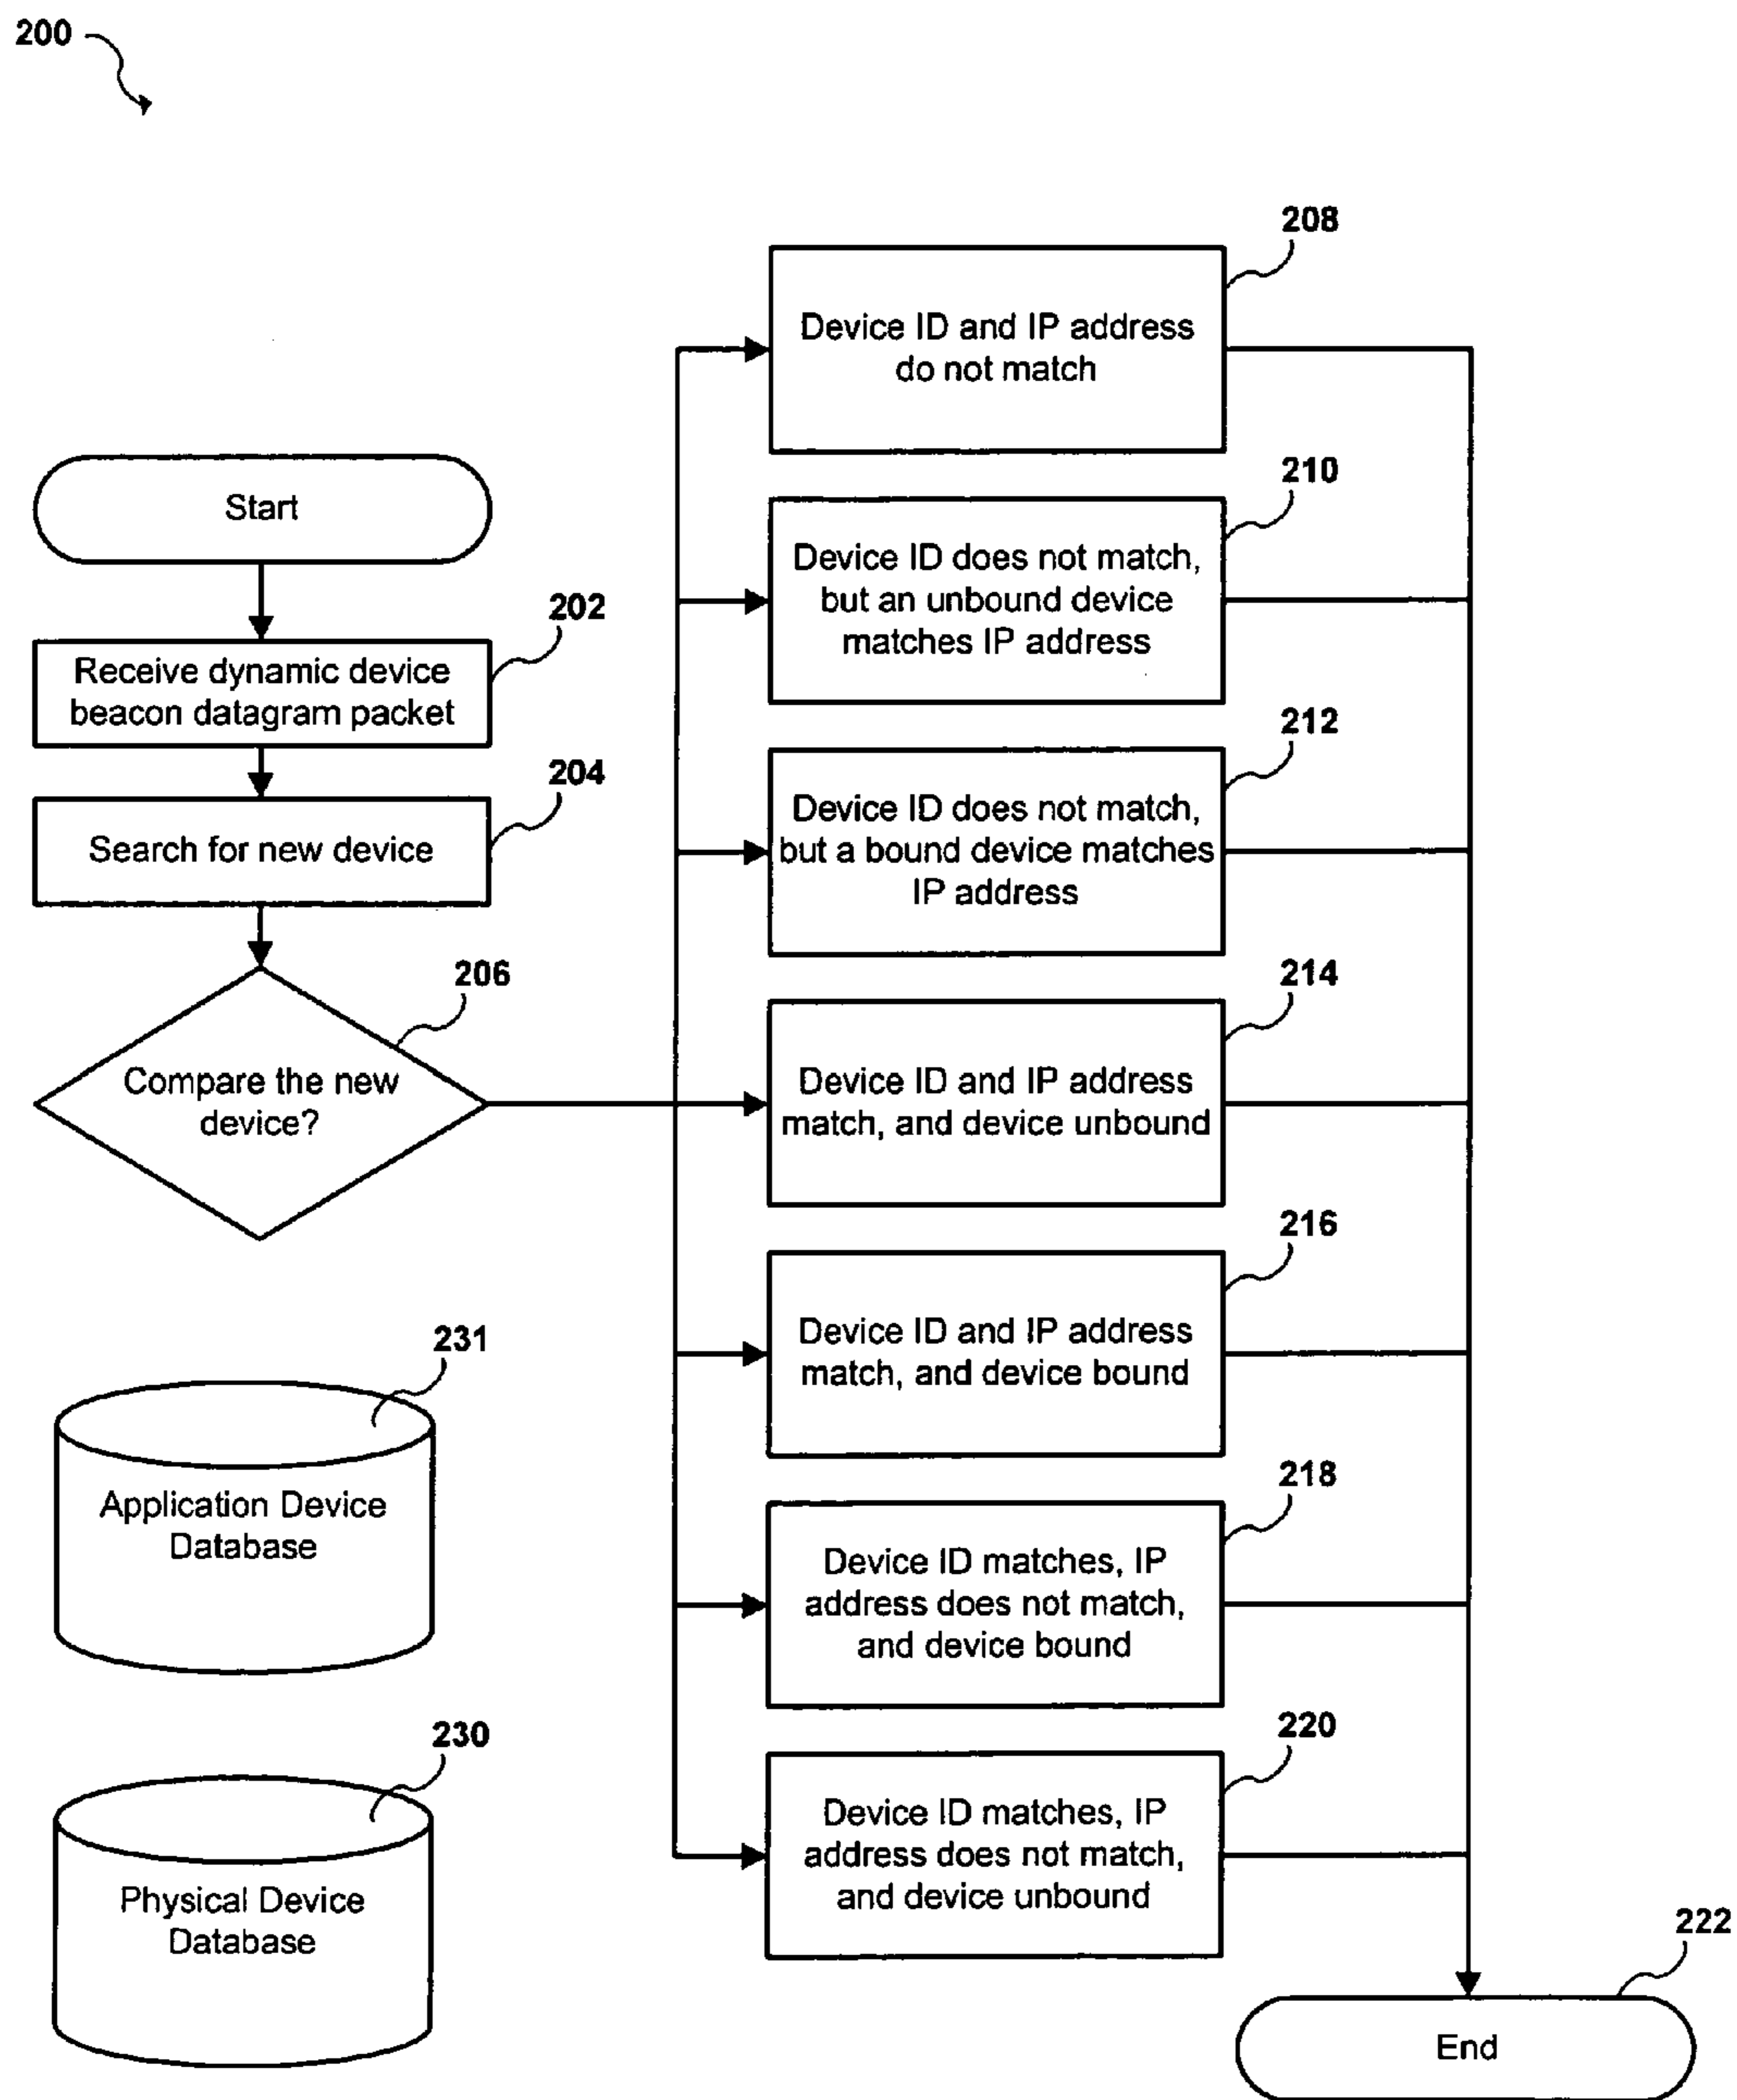 200
Start
202
Receive dynamic device
beacon datagram packet
204
Search for new device
206
Compare the new
device?
208
Device ID and IP address
do not match
210
Device ID does not match,
but an unbound device
matches IP address
212
Device ID does not match,
but a bound device matches
IP address
214
Device ID and IP address
match, and device unbound
216
Device ID and IP address
match, and device bound
218
Device ID matches, IP
address does not match,
and device bound
220
Device ID matches, IP
address does not match,
and device unbound
231
Application Device
Database
230
Physical Device
Database
222
End